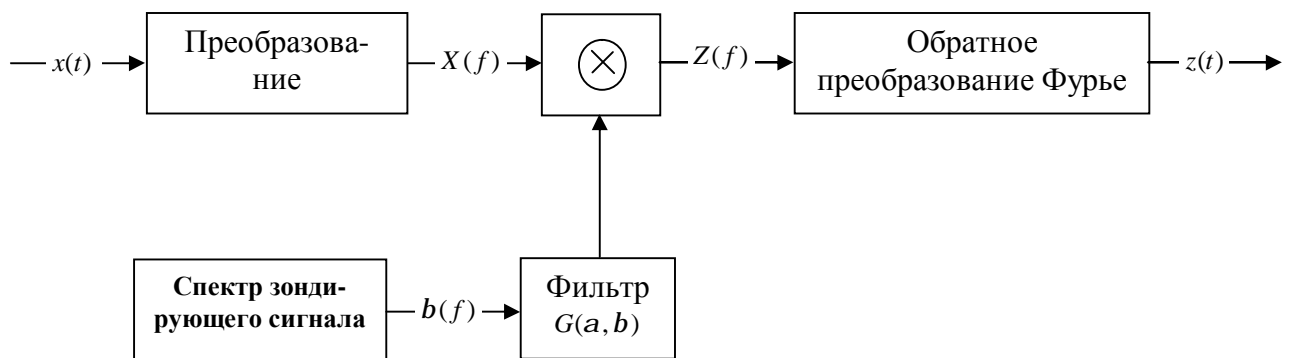 x(t)
Преобразова-
ние
X(f)
Z(f)
Обратное
преобразование Фурье
z(t)
Спектр зонди-
рующего сигнала
b(f)
Фильтр
G(a,b)